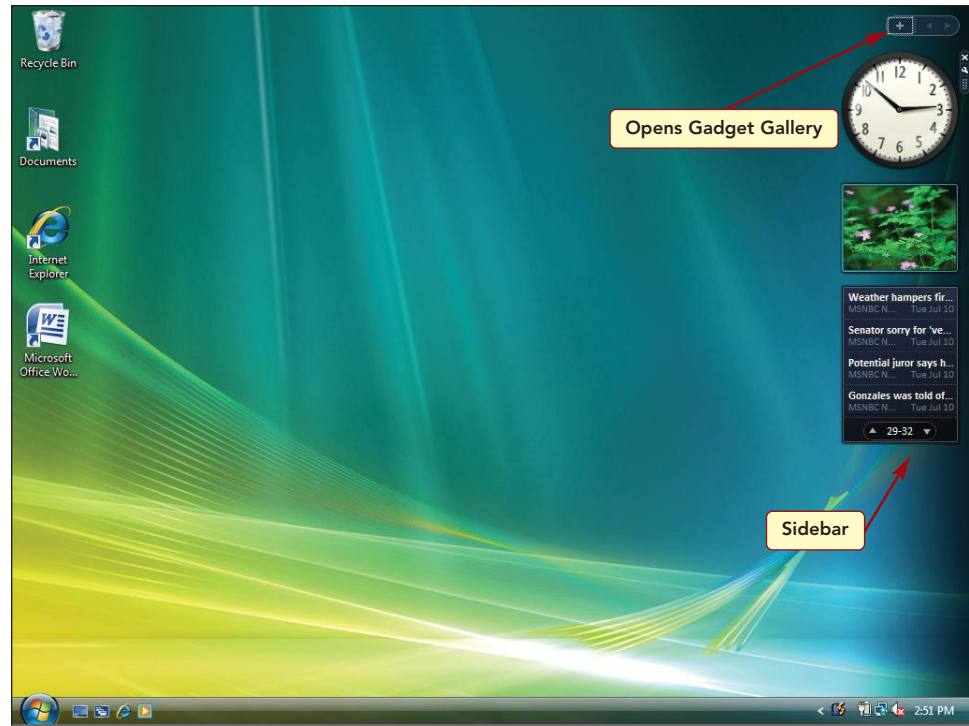 Recycle Bin
Documents
Internet
Explorer
Microsoft
Office Wo...
Opens Gadget Gallery
12
1
2
3
4
5
6
7
8
9
10
11
Weather hampers fir...
MSNBC N... Tue Jul 10
Senator sorry for 've...
MSNBC N... Tue Jul 10
Potential juror says h...
MSNBC N... Tue Jul 10
Gonzales was told of...
MSNBC N... Tue Jul 10
29-32
Sidebar
2:51 PM